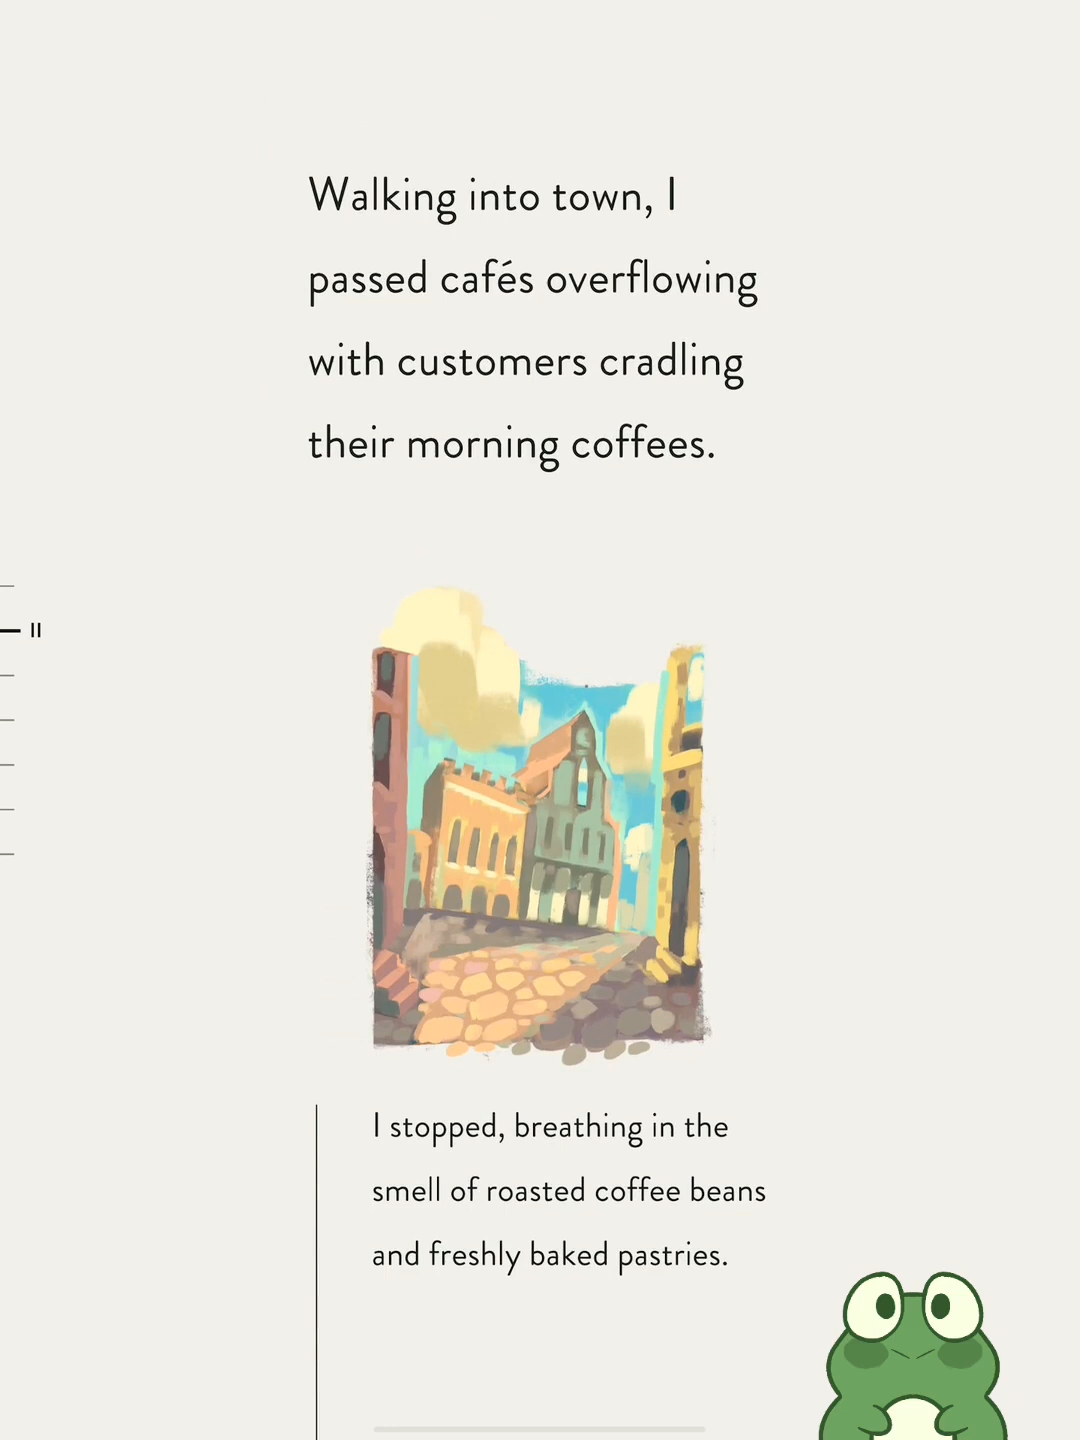 Walking into town, I
passed cafés overflowing
with customers cradling
their morning coffees.
II
I stopped, breathing in the
smell of roasted coffee beans
and freshly baked pastries.